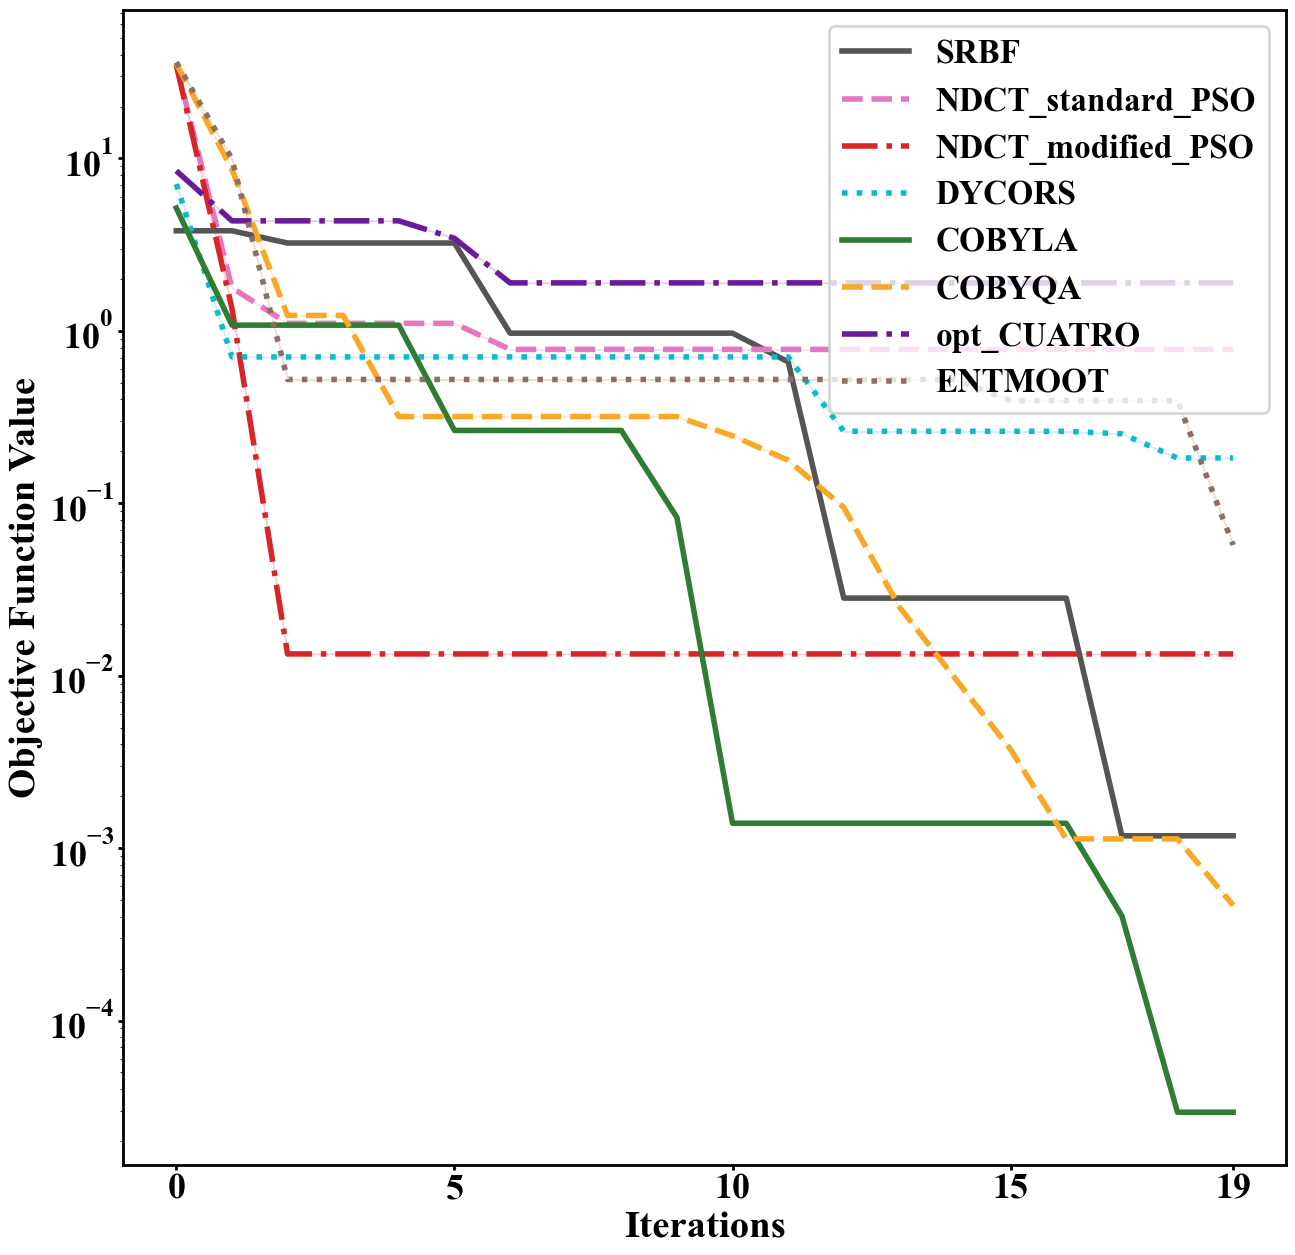 SRBF
NDCT_standard_PSO
NDCT_modified_PSO
DYCORS
COBYLA
COBYQA
opt_CUATRO
ENTMOOT
Objective Function Value
10¹
10⁰
10⁻¹
10⁻²
10⁻³
10⁻⁴
0 5 10 15 19
Iterations